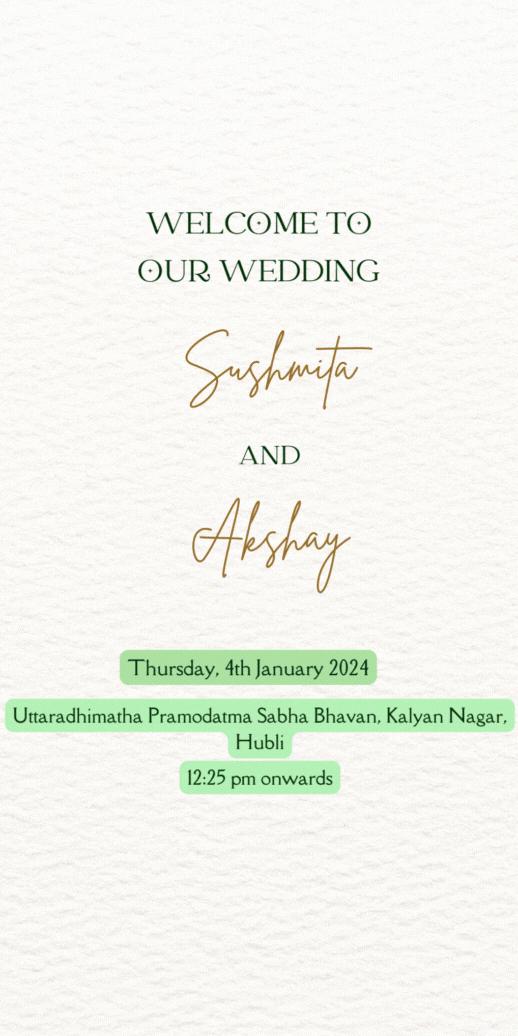 WELCOME TO
OUR WEDDING
Sushmita
AND
Akshay
Thursday, 4th January 2024
Uttaradhimatha Pramodatma Sabha Bhavan, Kalyan Nagar,
Hubli
12:25 pm onwards